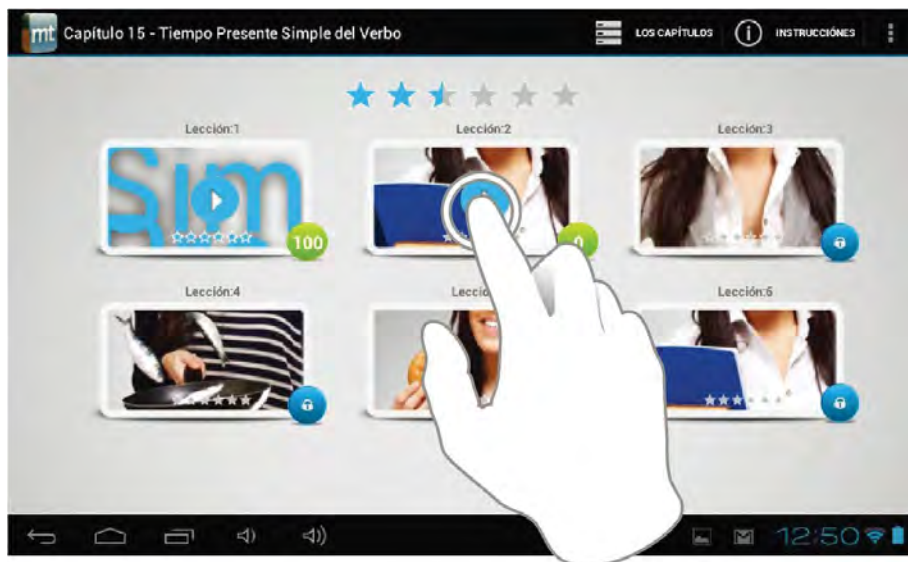 mt Capítulo 15 - Tiempo Presente Simple del Verbo
LOS CAPÍTULOS
i INSTRUCCIÓNES
Lección:1
Lección:2
Lección:3
Sim
100
0
Lección:4
Lección:6
12:50